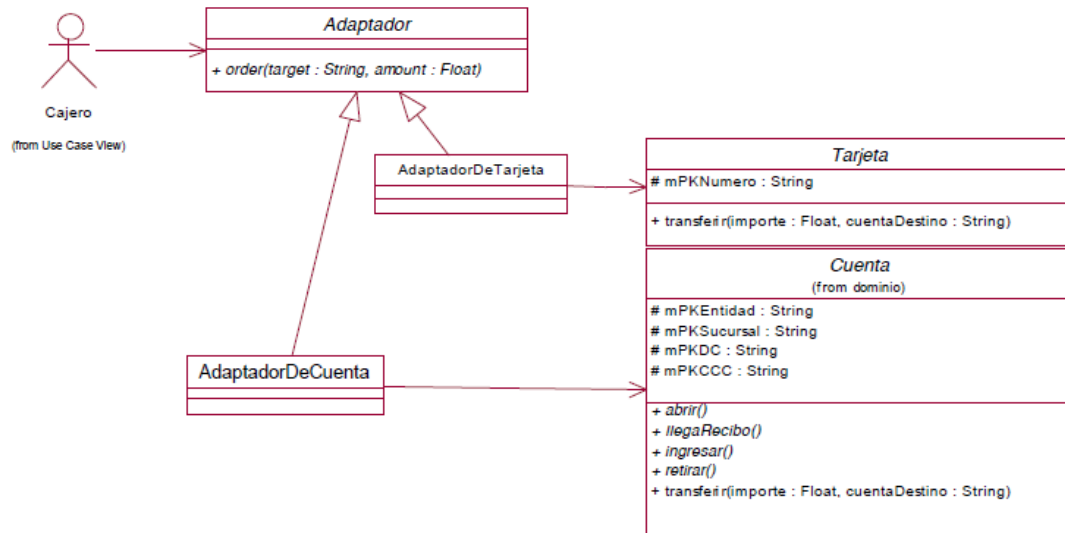 Adaptador
+ order(target : String, amount : Float)
Cajero
(from Use Case View)
AdaptadorDeTarjeta
Tarjeta
# mPKNumero : String
+ transferir(importe : Float, cuentaDestino : String)
Cuenta
(from dominio)
# mPKEntidad : String
# mPKSucursal : String
# mPKDC : String
# mPKCCC : String
AdaptadorDeCuenta
+ abrir()
+ llegaRecibo()
+ ingresar()
+ retirar()
+ transferir(importe : Float, cuentaDestino : String)